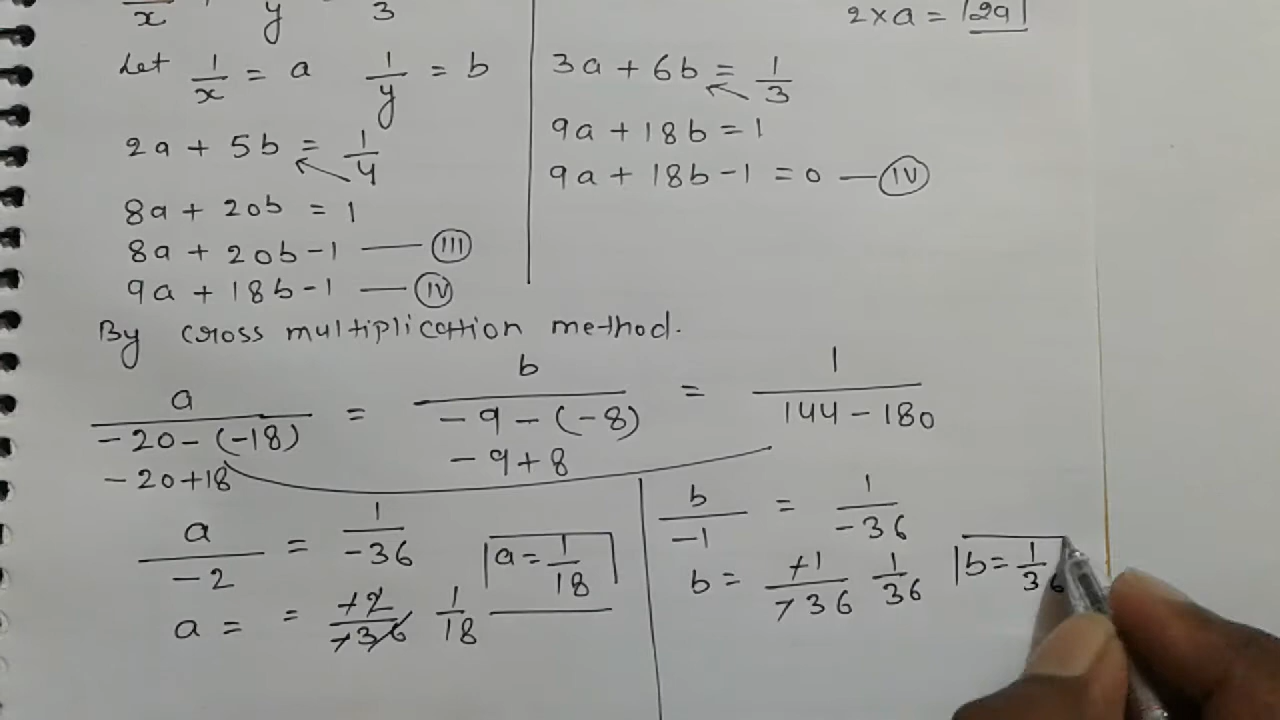 x y 3
2 × a = |2a|
Let 1/x = a 1/y = b
2a + 5b = 1/4
8a + 20b = 1
8a + 20b - 1 —— (III)
9a + 18b - 1 —— (IV)
3a + 6b = 1/3
9a + 18b = 1
9a + 18b - 1 = 0 — (IV)
By cross multiplication method.
a/(-20-(-18)) = b/(-9-(-8)) = 1/(144-180)
-20+18 -9+8
a/-2 = 1/-36
a = = +2/+36 1/18
a = 1/18
b/-1 = 1/-36
b = +1/+36 1/36
b = 1/36